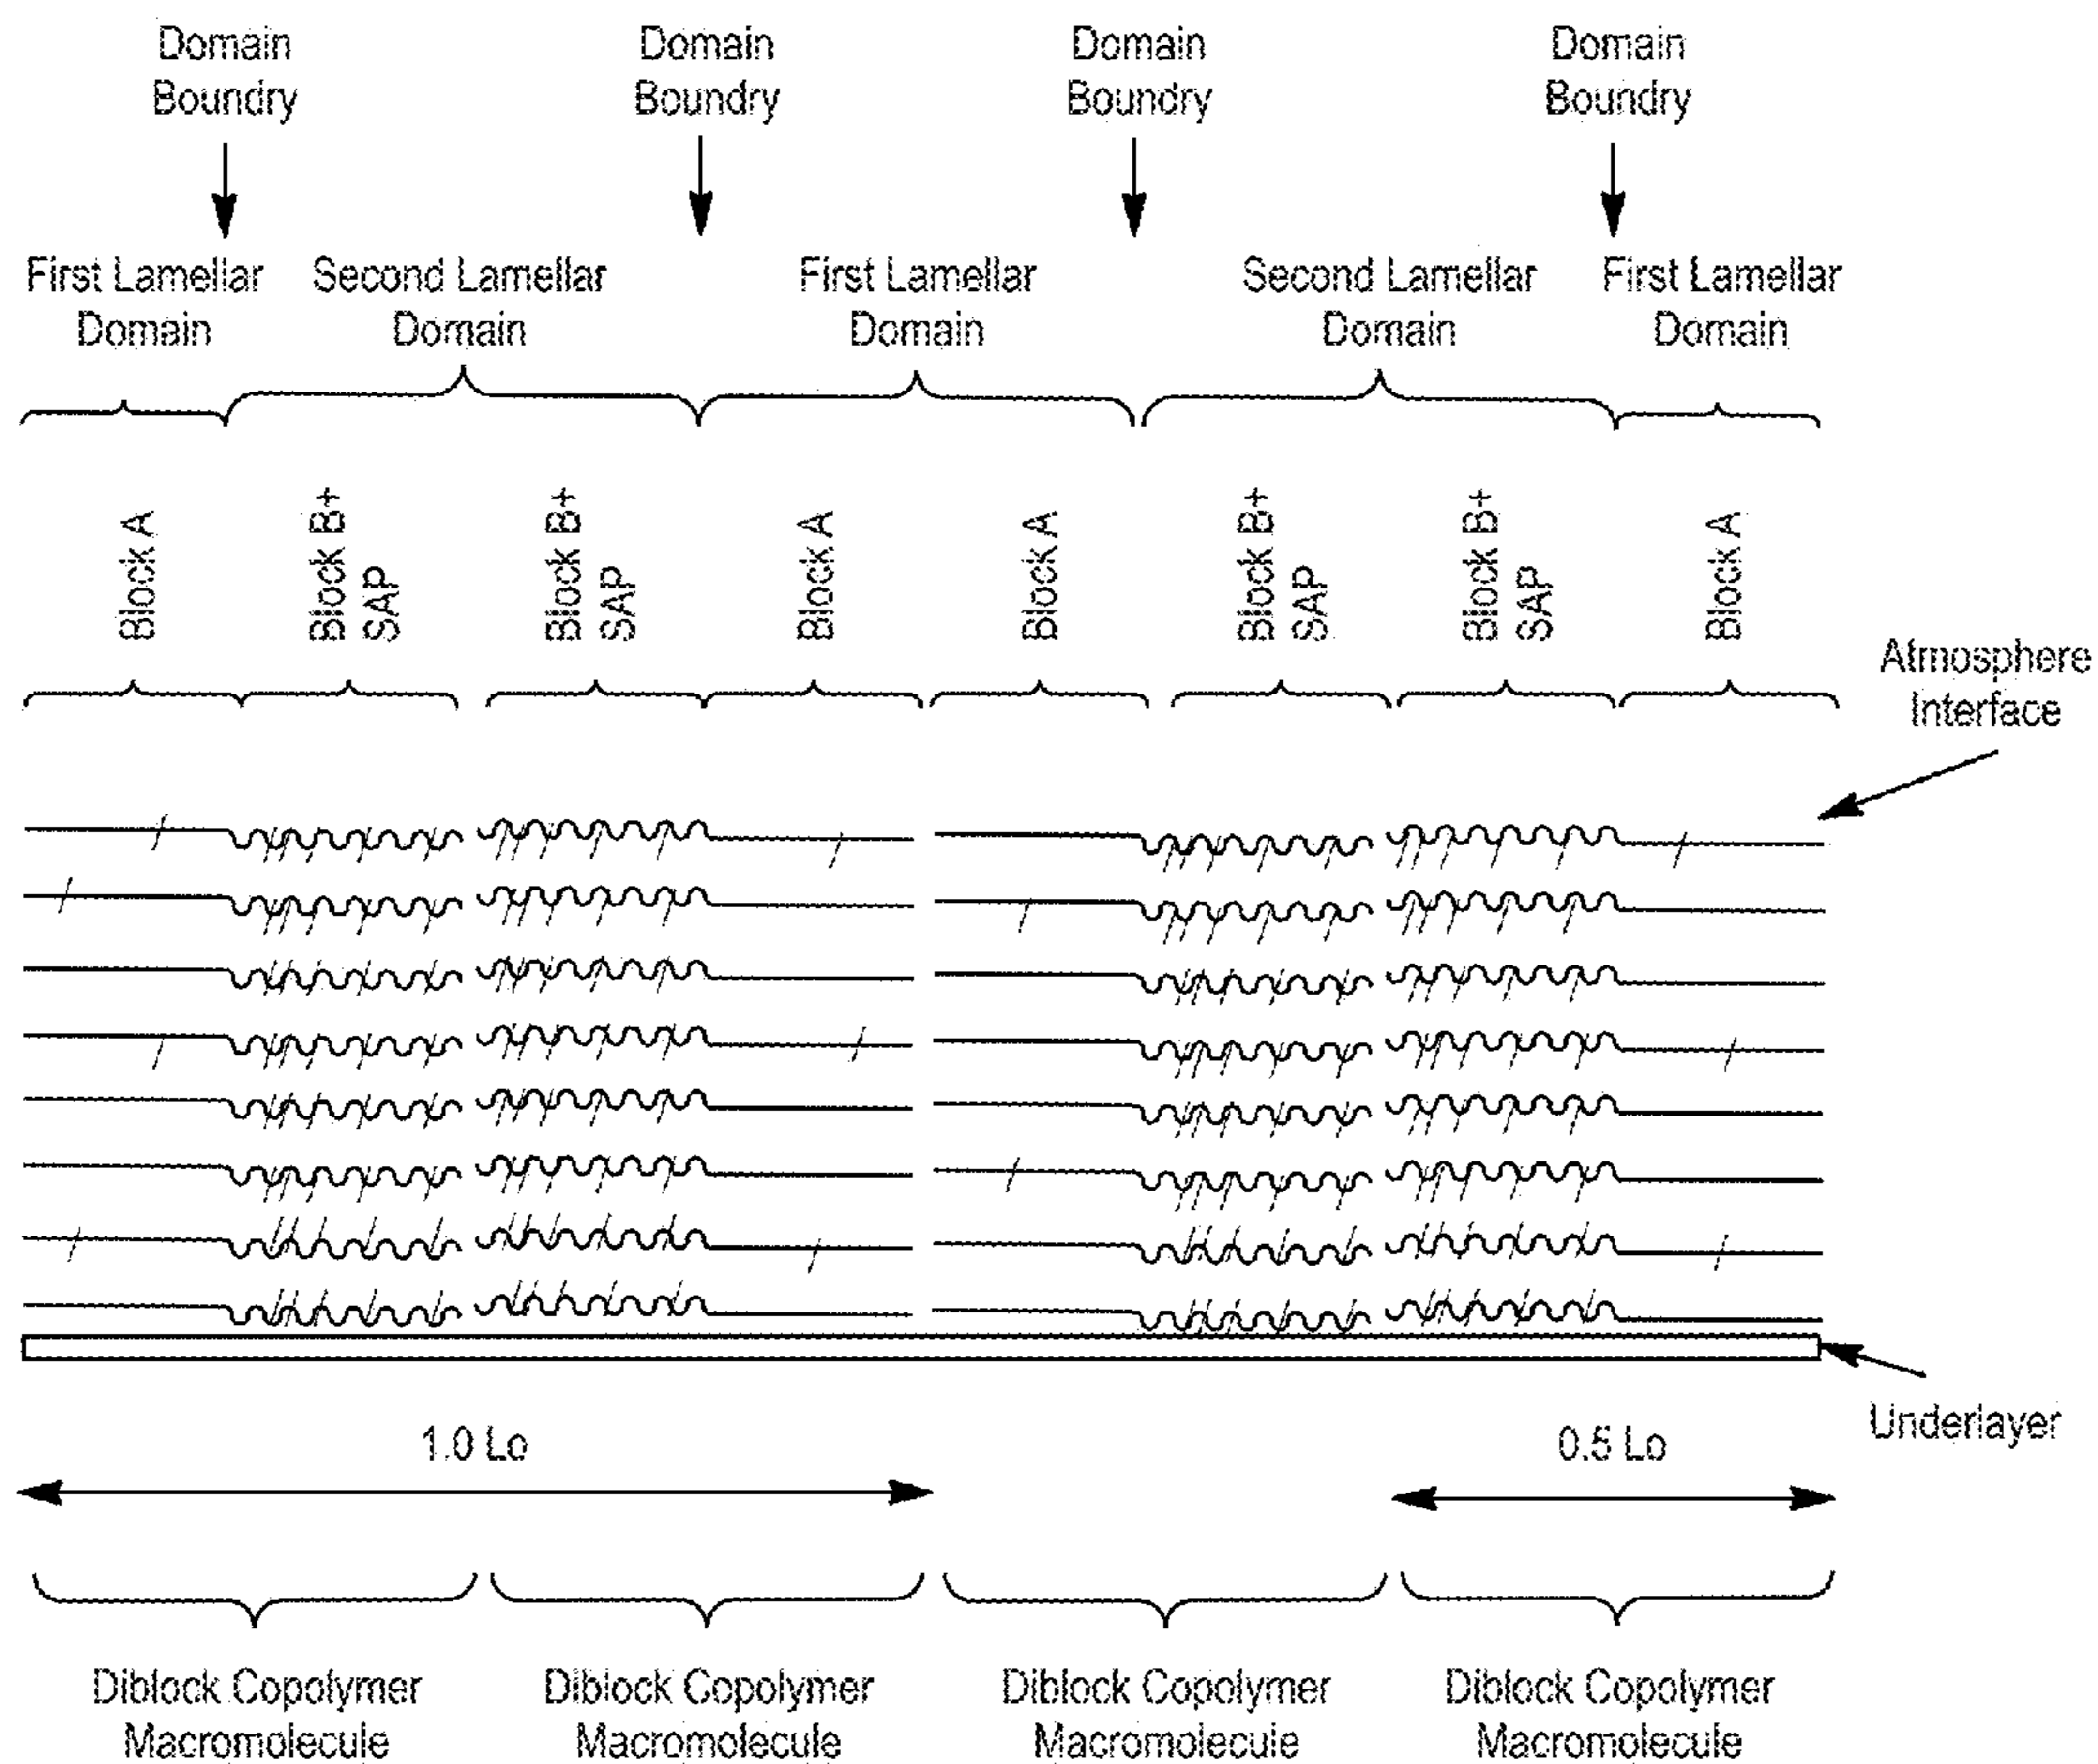 Domain
Boundry
Domain
Boundry
Domain
Boundry
Domain
Boundry
First Lamellar
Domain
Second Lamellar
Domain
First Lamellar
Domain
Second Lamellar
Domain
First Lamellar
Domain
Block A
Block B+
SAP
Block B+
SAP
Block A
Block A
Block B+
SAP
Block B+
SAP
Block A
Atmosphere
Interface
Underlayer
1.0 Lo
0.5 Lo
Diblock Copolymer
Macromolecule
Diblock Copolymer
Macromolecule
Diblock Copolymer
Macromolecule
Diblock Copolymer
Macromolecule